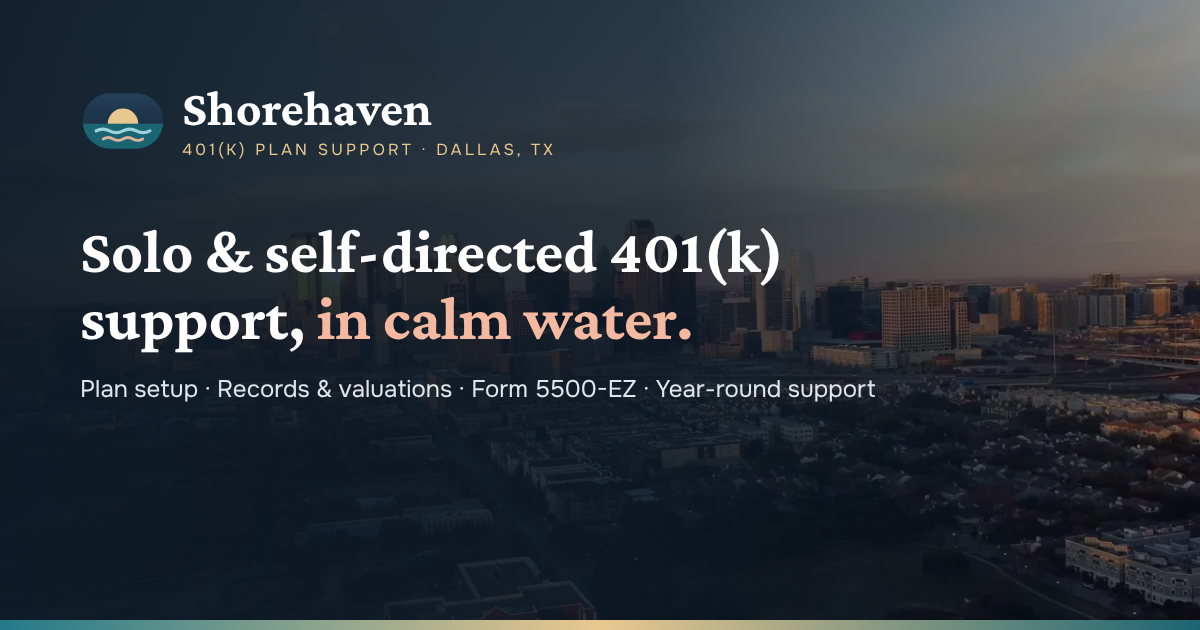 Shorehaven
401(K) PLAN SUPPORT · DALLAS, TX
Solo & self-directed 401(k)
support, in calm water.
Plan setup · Records & valuations · Form 5500-EZ · Year-round support